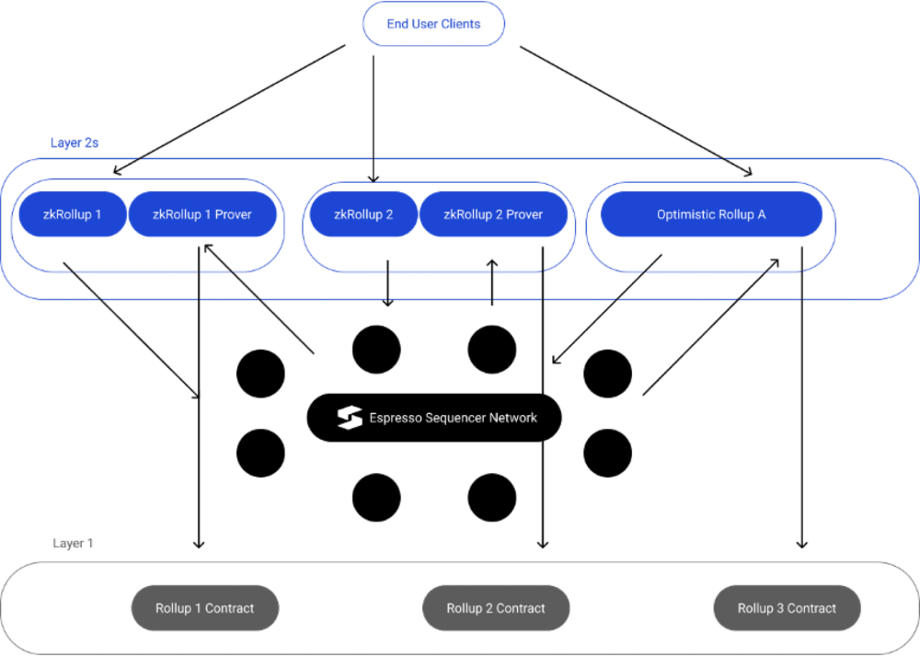 End User Clients
Layer 2s
zkRollup 1
zkRollup 1 Prover
zkRollup 2
zkRollup 2 Prover
Optimistic Rollup A
Espresso Sequencer Network
Layer 1
Rollup 1 Contract
Rollup 2 Contract
Rollup 3 Contract